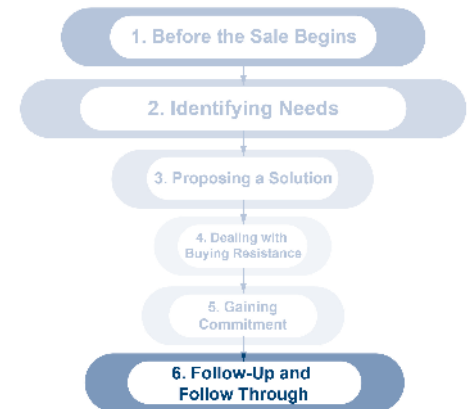 1. Before the Sale Begins
2. Identifying Needs
3. Proposing a Solution
4. Dealing with
Buying Resistance
5. Gaining
Commitment
6. Follow-Up and
Follow Through